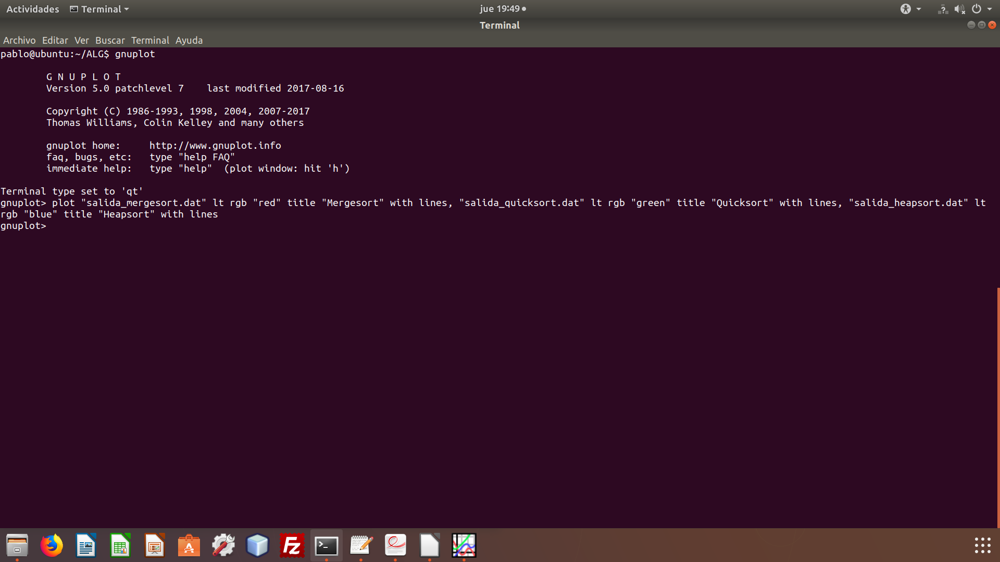 Actividades Terminal jue 19:49
Terminal
Archivo Editar Ver Buscar Terminal Ayuda
pablo@ubuntu:~/ALG$ gnuplot
G N U P L O T
Version 5.0 patchlevel 7    last modified 2017-08-16
Copyright (C) 1986-1993, 1998, 2004, 2007-2017
Thomas Williams, Colin Kelley and many others
gnuplot home:     http://www.gnuplot.info
faq, bugs, etc:   type "help FAQ"
immediate help:   type "help"  (plot window: hit 'h')
Terminal type set to 'qt'
gnuplot> plot "salida_mergesort.dat" lt rgb "red" title "Mergesort" with lines, "salida_quicksort.dat" lt rgb "green" title "Quicksort" with lines, "salida_heapsort.dat" lt
rgb "blue" title "Heapsort" with lines
gnuplot>